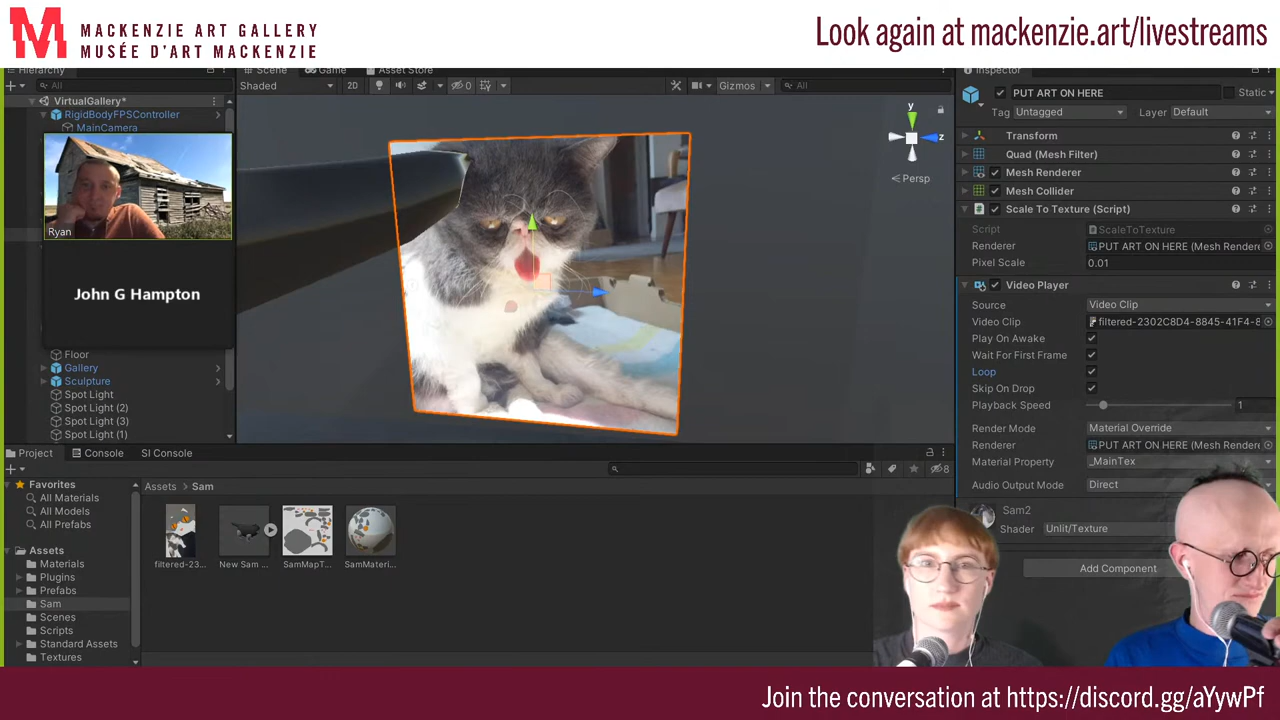 MACKENZIE ART GALLERY
MUSÉE D'ART MACKENZIE
Look again at mackenzie.art/livestreams
Hierarchy
Scene
Game
Asset Store
Inspector
All
Shaded
2D
0
Gizmos
All
VirtualGallery*
RigidBodyFPSController
MainCamera
Ryan
John G Hampton
Floor
Gallery
Sculpture
Spot Light
Spot Light (2)
Spot Light (3)
Spot Light (1)
y
z
Persp
PUT ART ON HERE
Static
Tag Untagged
Layer Default
Transform
Quad (Mesh Filter)
Mesh Renderer
Mesh Collider
Scale To Texture (Script)
Script ScaleToTexture
Renderer PUT ART ON HERE (Mesh Rendere
Pixel Scale 0.01
Video Player
Source Video Clip
Video Clip filtered-2302C8D4-8845-41F4-8
Play On Awake
Wait For First Frame
Loop
Skip On Drop
Playback Speed 1
Render Mode Material Override
Renderer PUT ART ON HERE (Mesh Rendere
Material Property _MainTex
Audio Output Mode Direct
Sam2
Shader Unlit/Texture
Add Component
Project
Console
SI Console
8
Favorites
All Materials
All Models
All Prefabs
Assets
Materials
Plugins
Prefabs
Sam
Scenes
Scripts
Standard Assets
Textures
Assets > Sam
filtered-23...
New Sam ...
SamMapT...
SamMateri...
Join the conversation at https://discord.gg/aYywPf